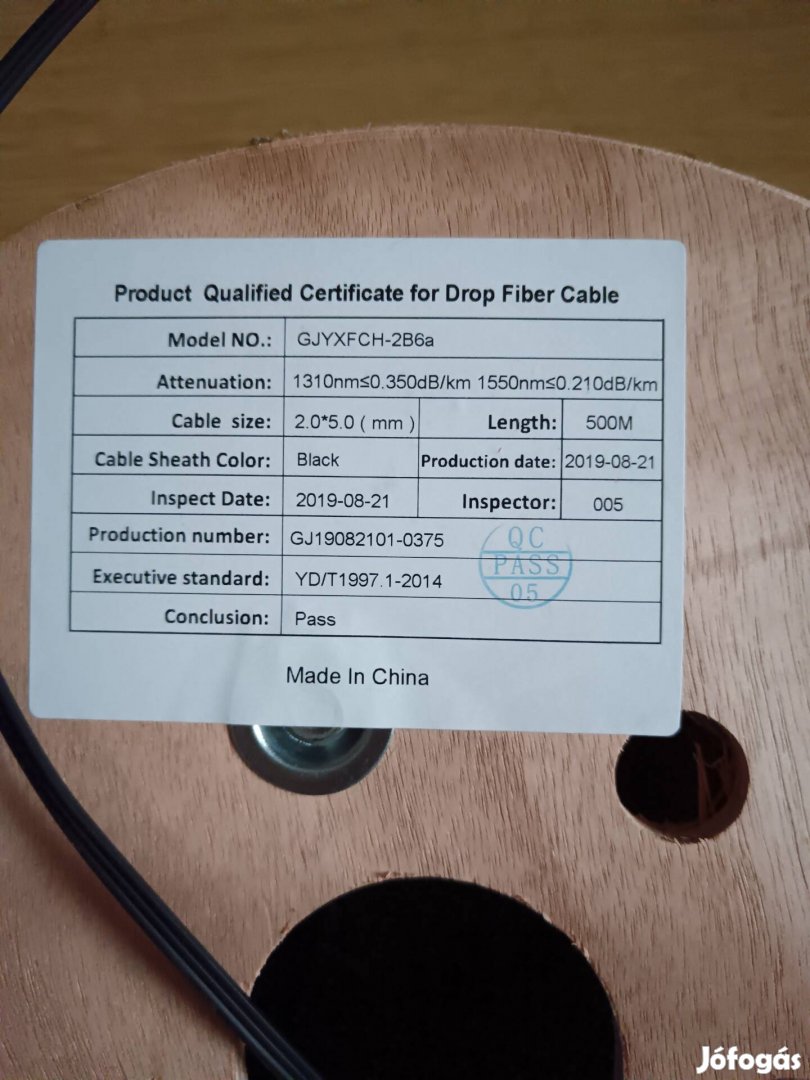 Product Qualified Certificate for Drop Fiber Cable
Model NO.: GJYXFCH-2B6a
Attenuation: 1310nm≤0.350dB/km 1550nm≤0.210dB/km
Cable size: 2.0*5.0 ( mm ) Length: 500M
Cable Sheath Color: Black Production date: 2019-08-21
Inspect Date: 2019-08-21 Inspector: 005
Production number: GJ19082101-0375
Executive standard: YD/T1997.1-2014
Conclusion: Pass
QC
PASS
05
Made In China
Jófogás